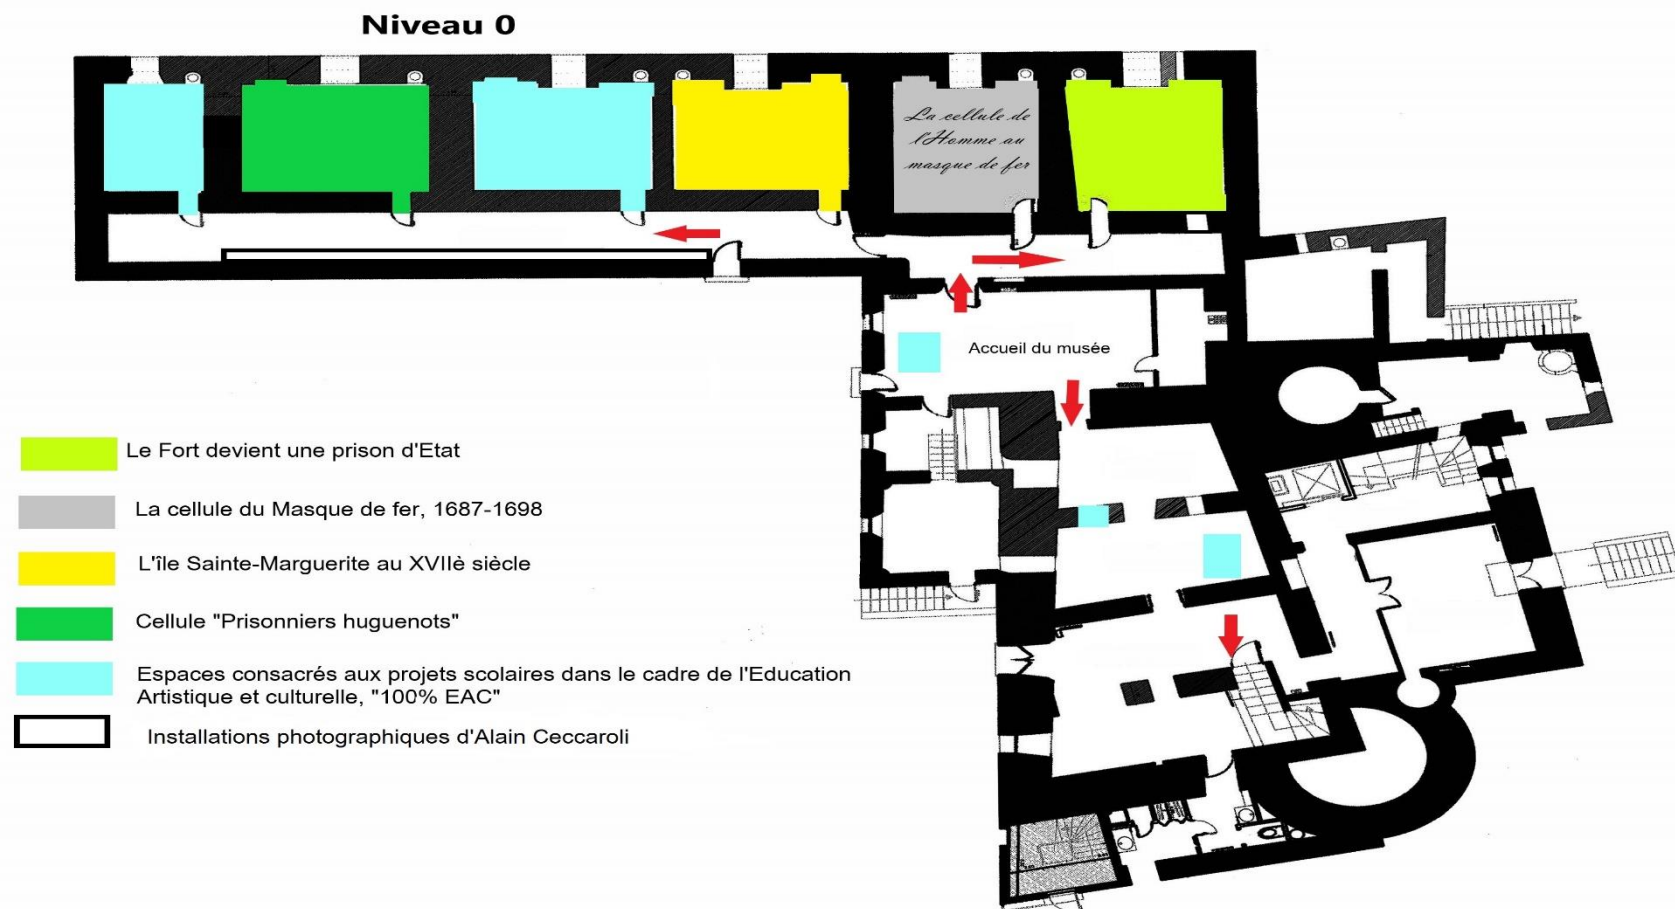 Niveau 0
La cellule de
l'Homme au
masque de fer
Accueil du musée
Le Fort devient une prison d'Etat
La cellule du Masque de fer, 1687-1698
L'île Sainte-Marguerite au XVIIè siècle
Cellule "Prisonniers huguenots"
Espaces consacrés aux projets scolaires dans le cadre de l'Education
Artistique et culturelle, "100% EAC"
Installations photographiques d'Alain Ceccaroli